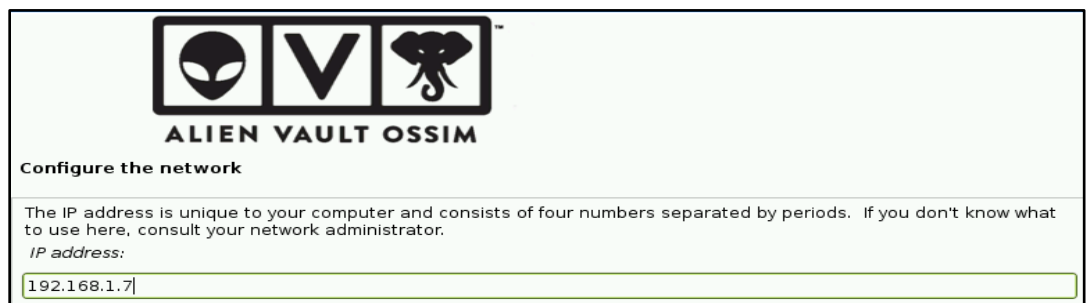 V ™
ALIEN VAULT OSSIM
Configure the network
The IP address is unique to your computer and consists of four numbers separated by periods.  If you don't know what
to use here, consult your network administrator.
IP address:
192.168.1.7